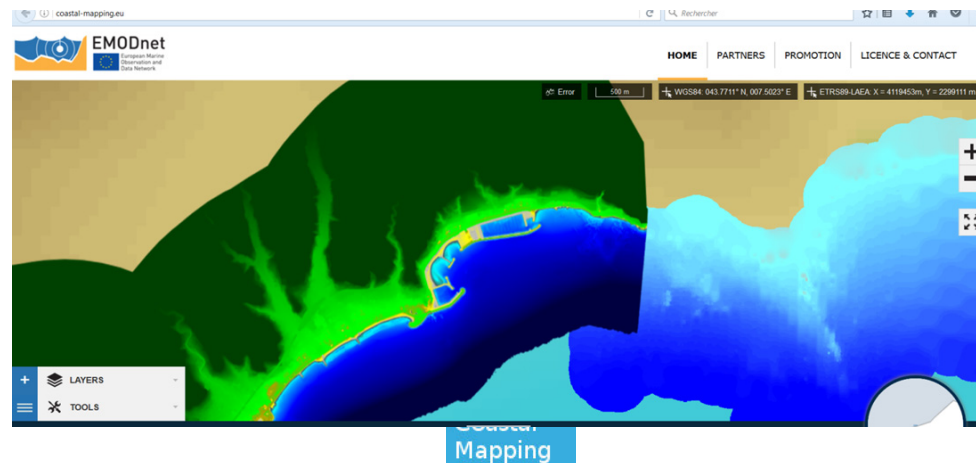 coastal-mapping.eu
Rechercher
EMODnet
European Marine
Observation and
Data Network
HOME PARTNERS PROMOTION LICENCE & CONTACT
Error 500 m WGS84: 043.7711° N, 007.5023° E ETRS89-LAEA: X = 4119453m, Y = 2299111 m
LAYERS
TOOLS
Coastal
Mapping